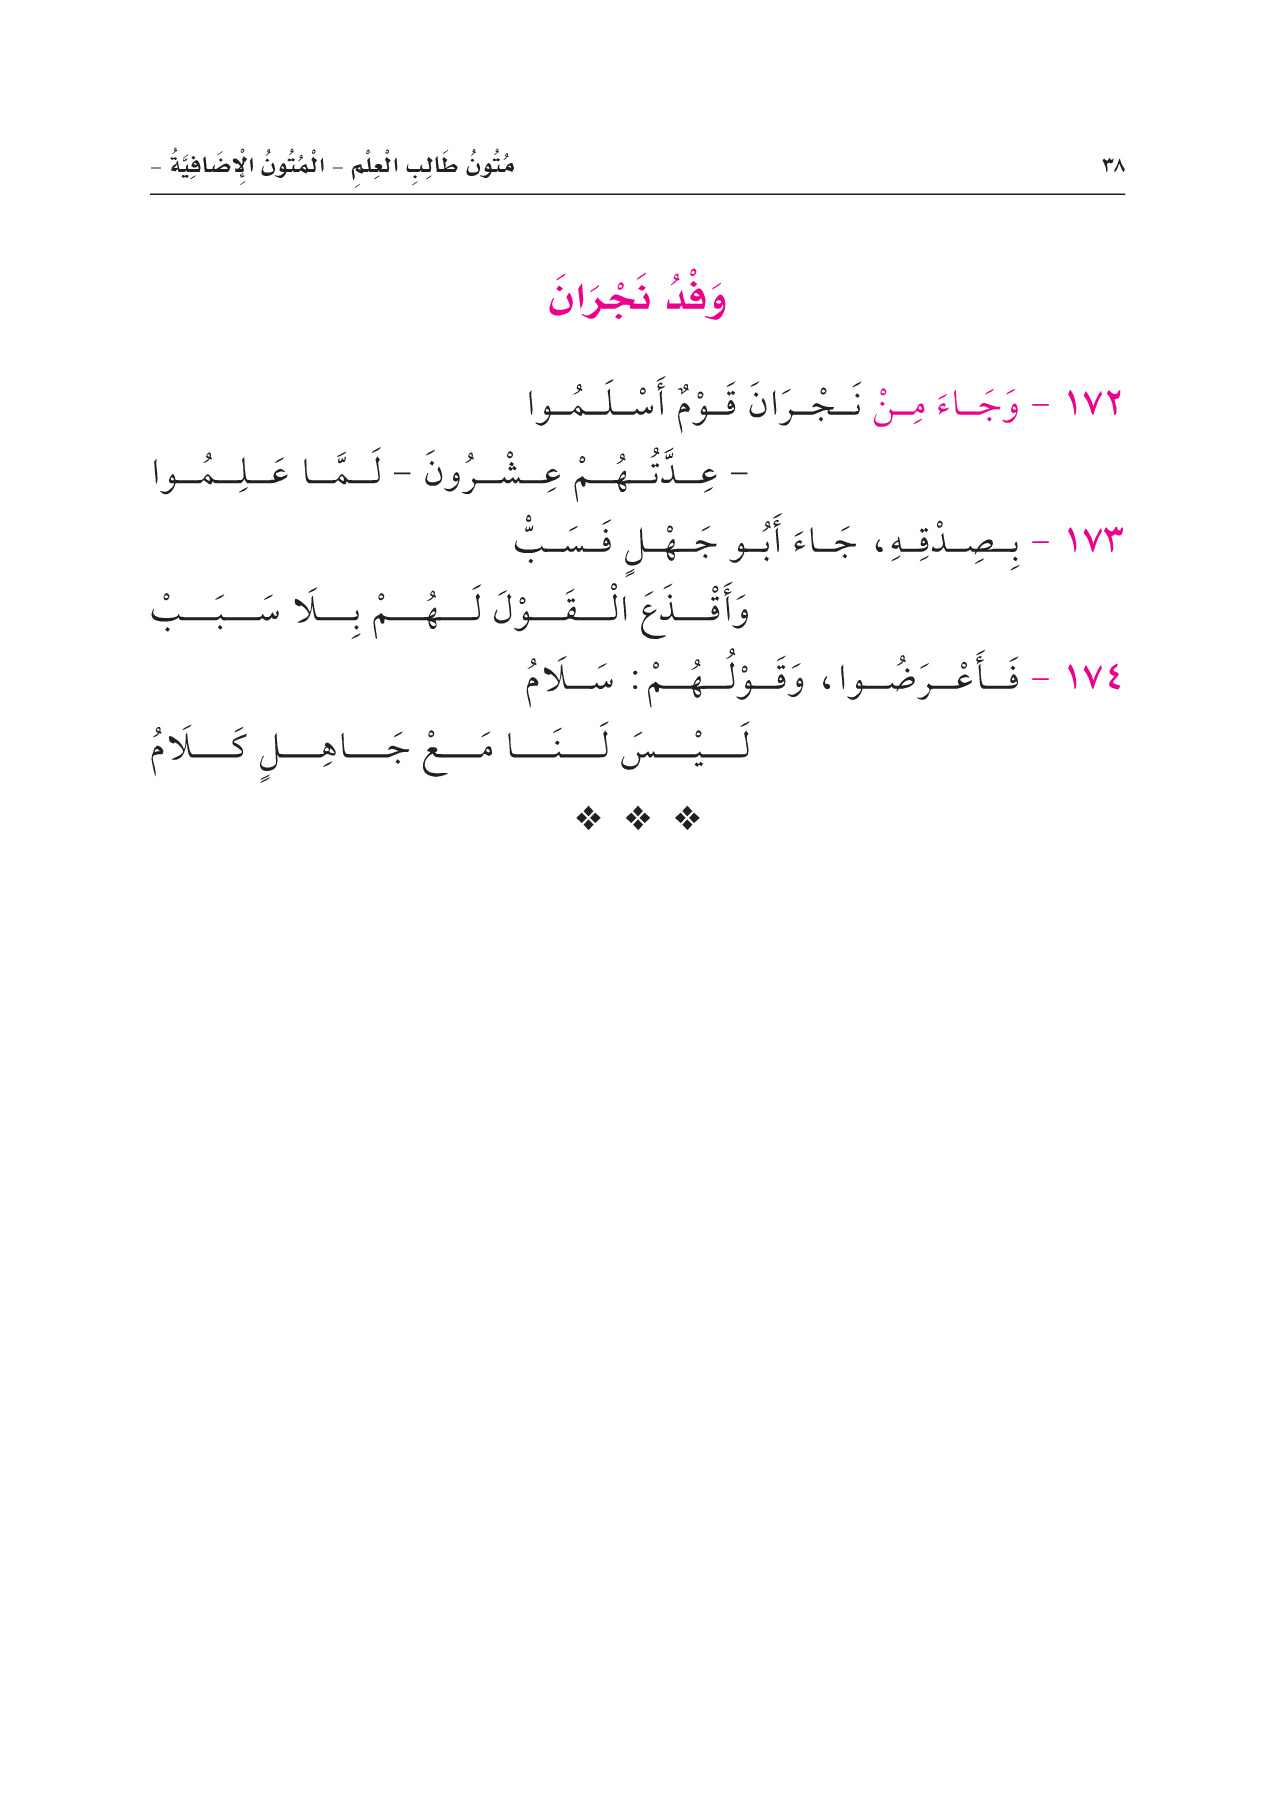 ٣٨
مُتُونُ طَالِبِ الْعِلْمِ - الْمُتُونُ الْإِضَافِيَّةُ -
وَفْدُ نَجْرَانَ
١٧٢ - وَجَاءَ مِنْ نَجْرَانَ قَوْمٌ أَسْلَمُوا
- عِدَّتُهُمْ عِشْرُونَ - لَمَّا عَلِمُوا
١٧٣ - بِصِدْقِهِ، جَاءَ أَبُو جَهْلٍ فَسَبْ
وَأَقْذَعَ الْقَوْلَ لَهُمْ بِلَا سَبَبْ
١٧٤ - فَأَعْرَضُوا، وَقَوْلُهُمْ: سَلَامُ
لَيْسَ لَنَا مَعْ جَاهِلٍ كَلَامُ